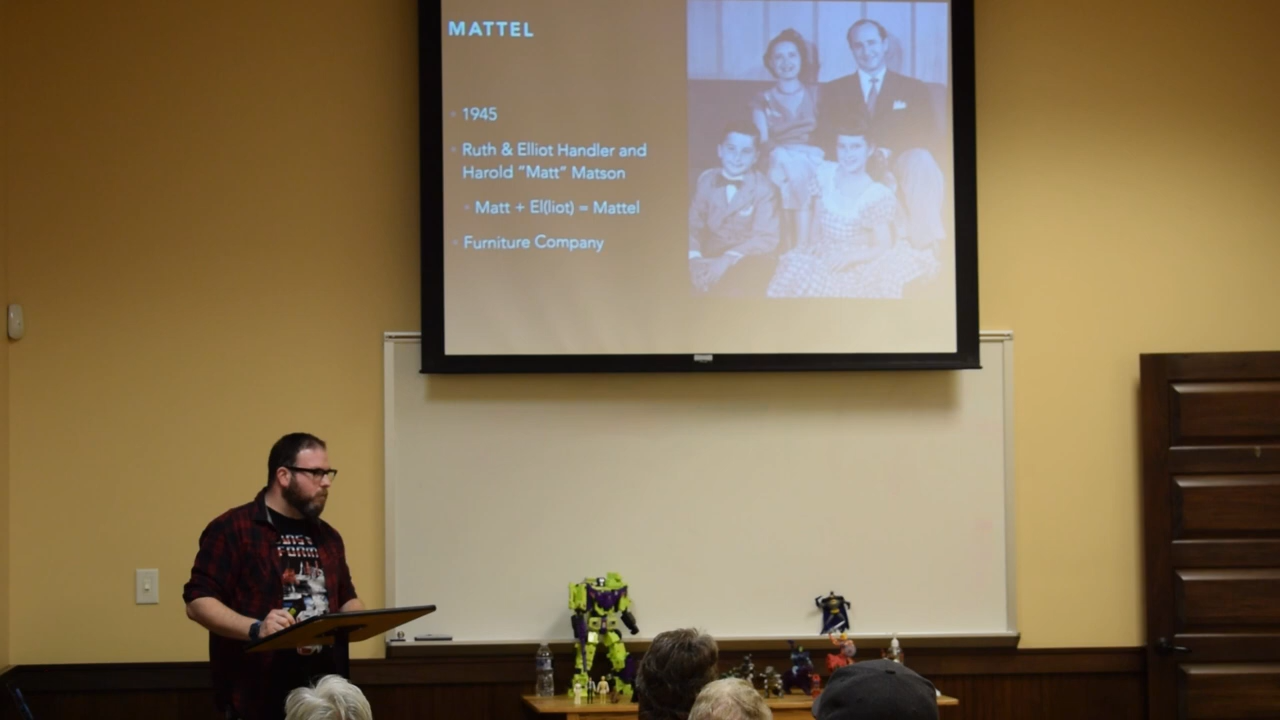 MATTEL
1945
Ruth & Elliot Handler and
Harold "Matt" Matson
Matt + El(liot) = Mattel
Furniture Company